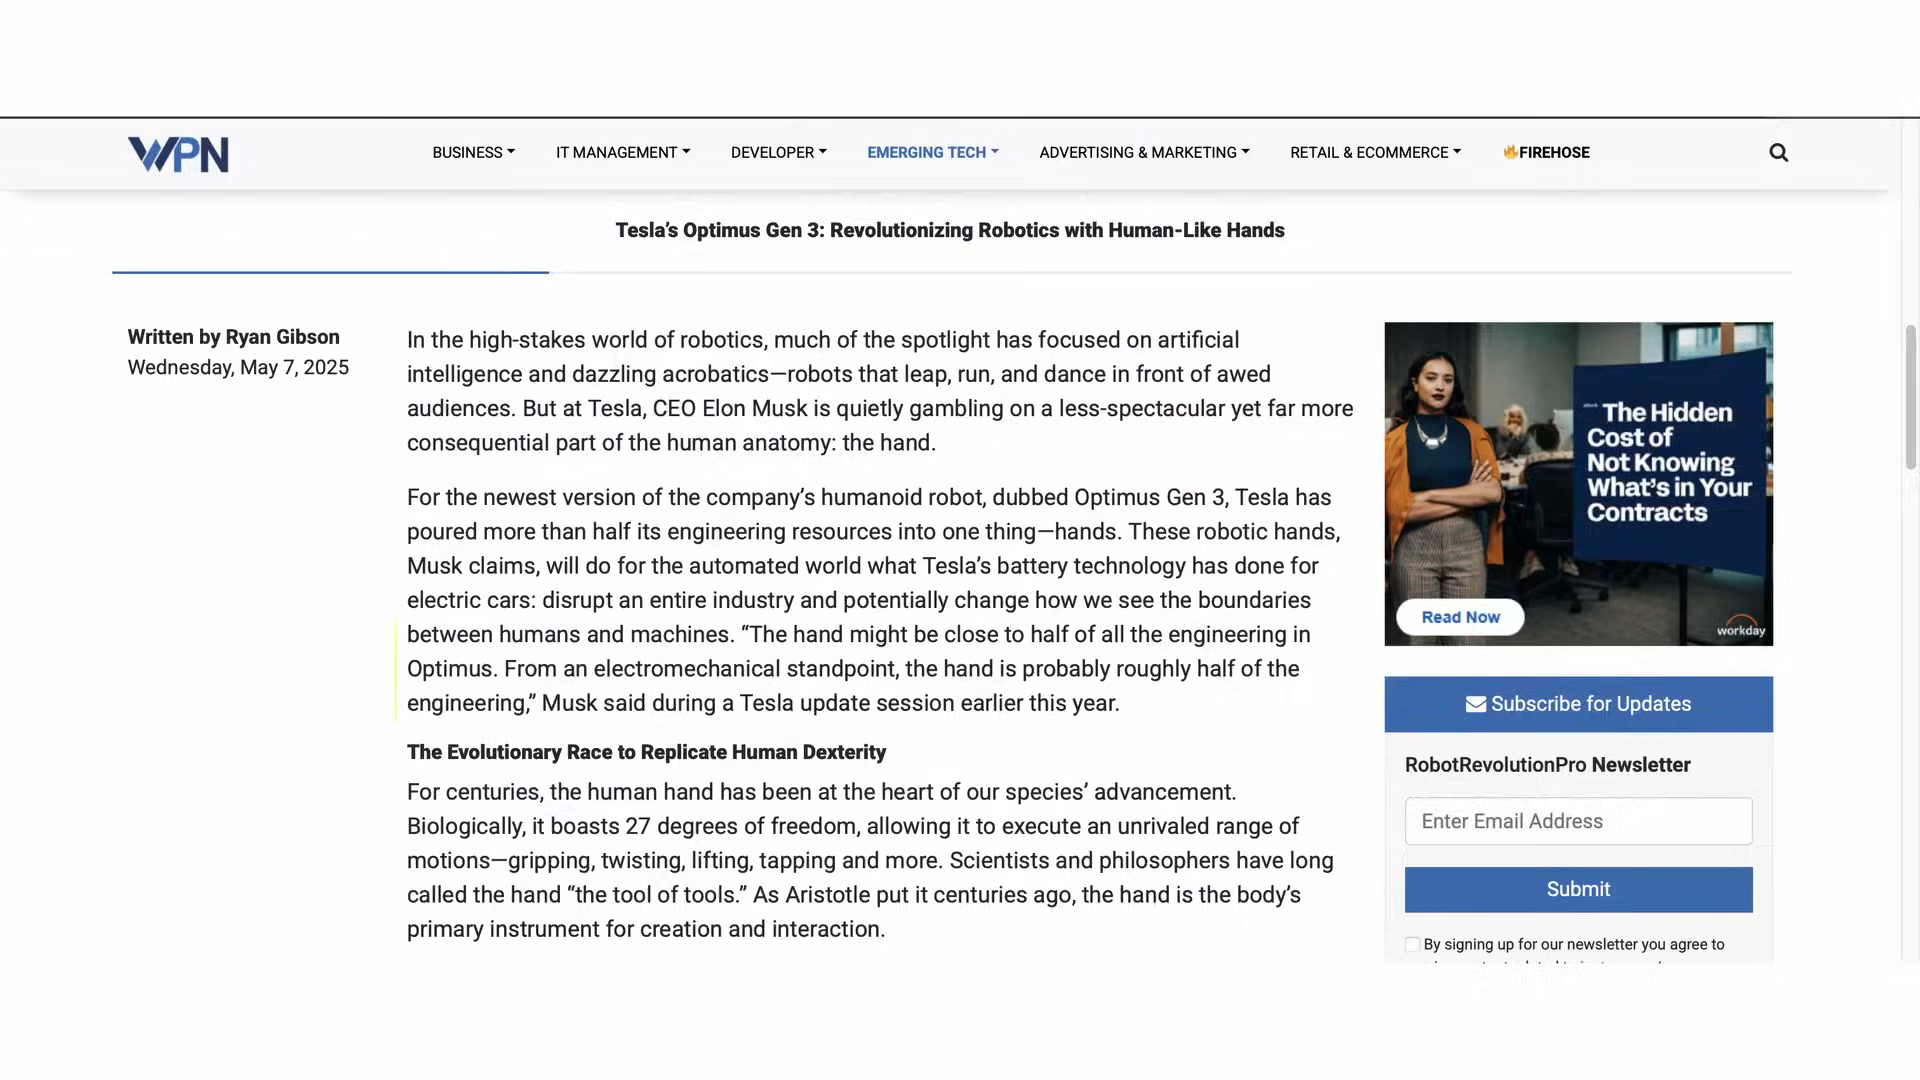 WPN
BUSINESS
IT MANAGEMENT
DEVELOPER
EMERGING TECH
ADVERTISING & MARKETING
RETAIL & ECOMMERCE
FIREHOSE
Tesla’s Optimus Gen 3: Revolutionizing Robotics with Human-Like Hands
Written by Ryan Gibson
Wednesday, May 7, 2025
In the high-stakes world of robotics, much of the spotlight has focused on artificial
intelligence and dazzling acrobatics—robots that leap, run, and dance in front of awed
audiences. But at Tesla, CEO Elon Musk is quietly gambling on a less-spectacular yet far more
consequential part of the human anatomy: the hand.
For the newest version of the company’s humanoid robot, dubbed Optimus Gen 3, Tesla has
poured more than half its engineering resources into one thing—hands. These robotic hands,
Musk claims, will do for the automated world what Tesla’s battery technology has done for
electric cars: disrupt an entire industry and potentially change how we see the boundaries
between humans and machines. “The hand might be close to half of all the engineering in
Optimus. From an electromechanical standpoint, the hand is probably roughly half of the
engineering,” Musk said during a Tesla update session earlier this year.
The Evolutionary Race to Replicate Human Dexterity
For centuries, the human hand has been at the heart of our species’ advancement.
Biologically, it boasts 27 degrees of freedom, allowing it to execute an unrivaled range of
motions—gripping, twisting, lifting, tapping and more. Scientists and philosophers have long
called the hand “the tool of tools.” As Aristotle put it centuries ago, the hand is the body’s
primary instrument for creation and interaction.
The Hidden
Cost of
Not Knowing
What’s in Your
Contracts
Read Now
workday
Subscribe for Updates
RobotRevolutionPro Newsletter
Enter Email Address
Submit
By signing up for our newsletter you agree to